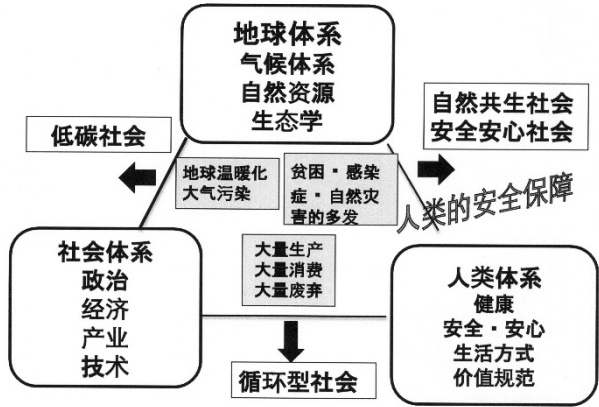 地球体系
气候体系
自然资源
生态学
低碳社会
自然共生社会
安全安心社会
地球温暖化
大气污染
贫困·感染
症·自然灾
害的多发
人类的安全保障
社会体系
政治
经济
产业
技术
大量生产
大量消费
大量废弃
人类体系
健康
安全·安心
生活方式
价值规范
循环型社会